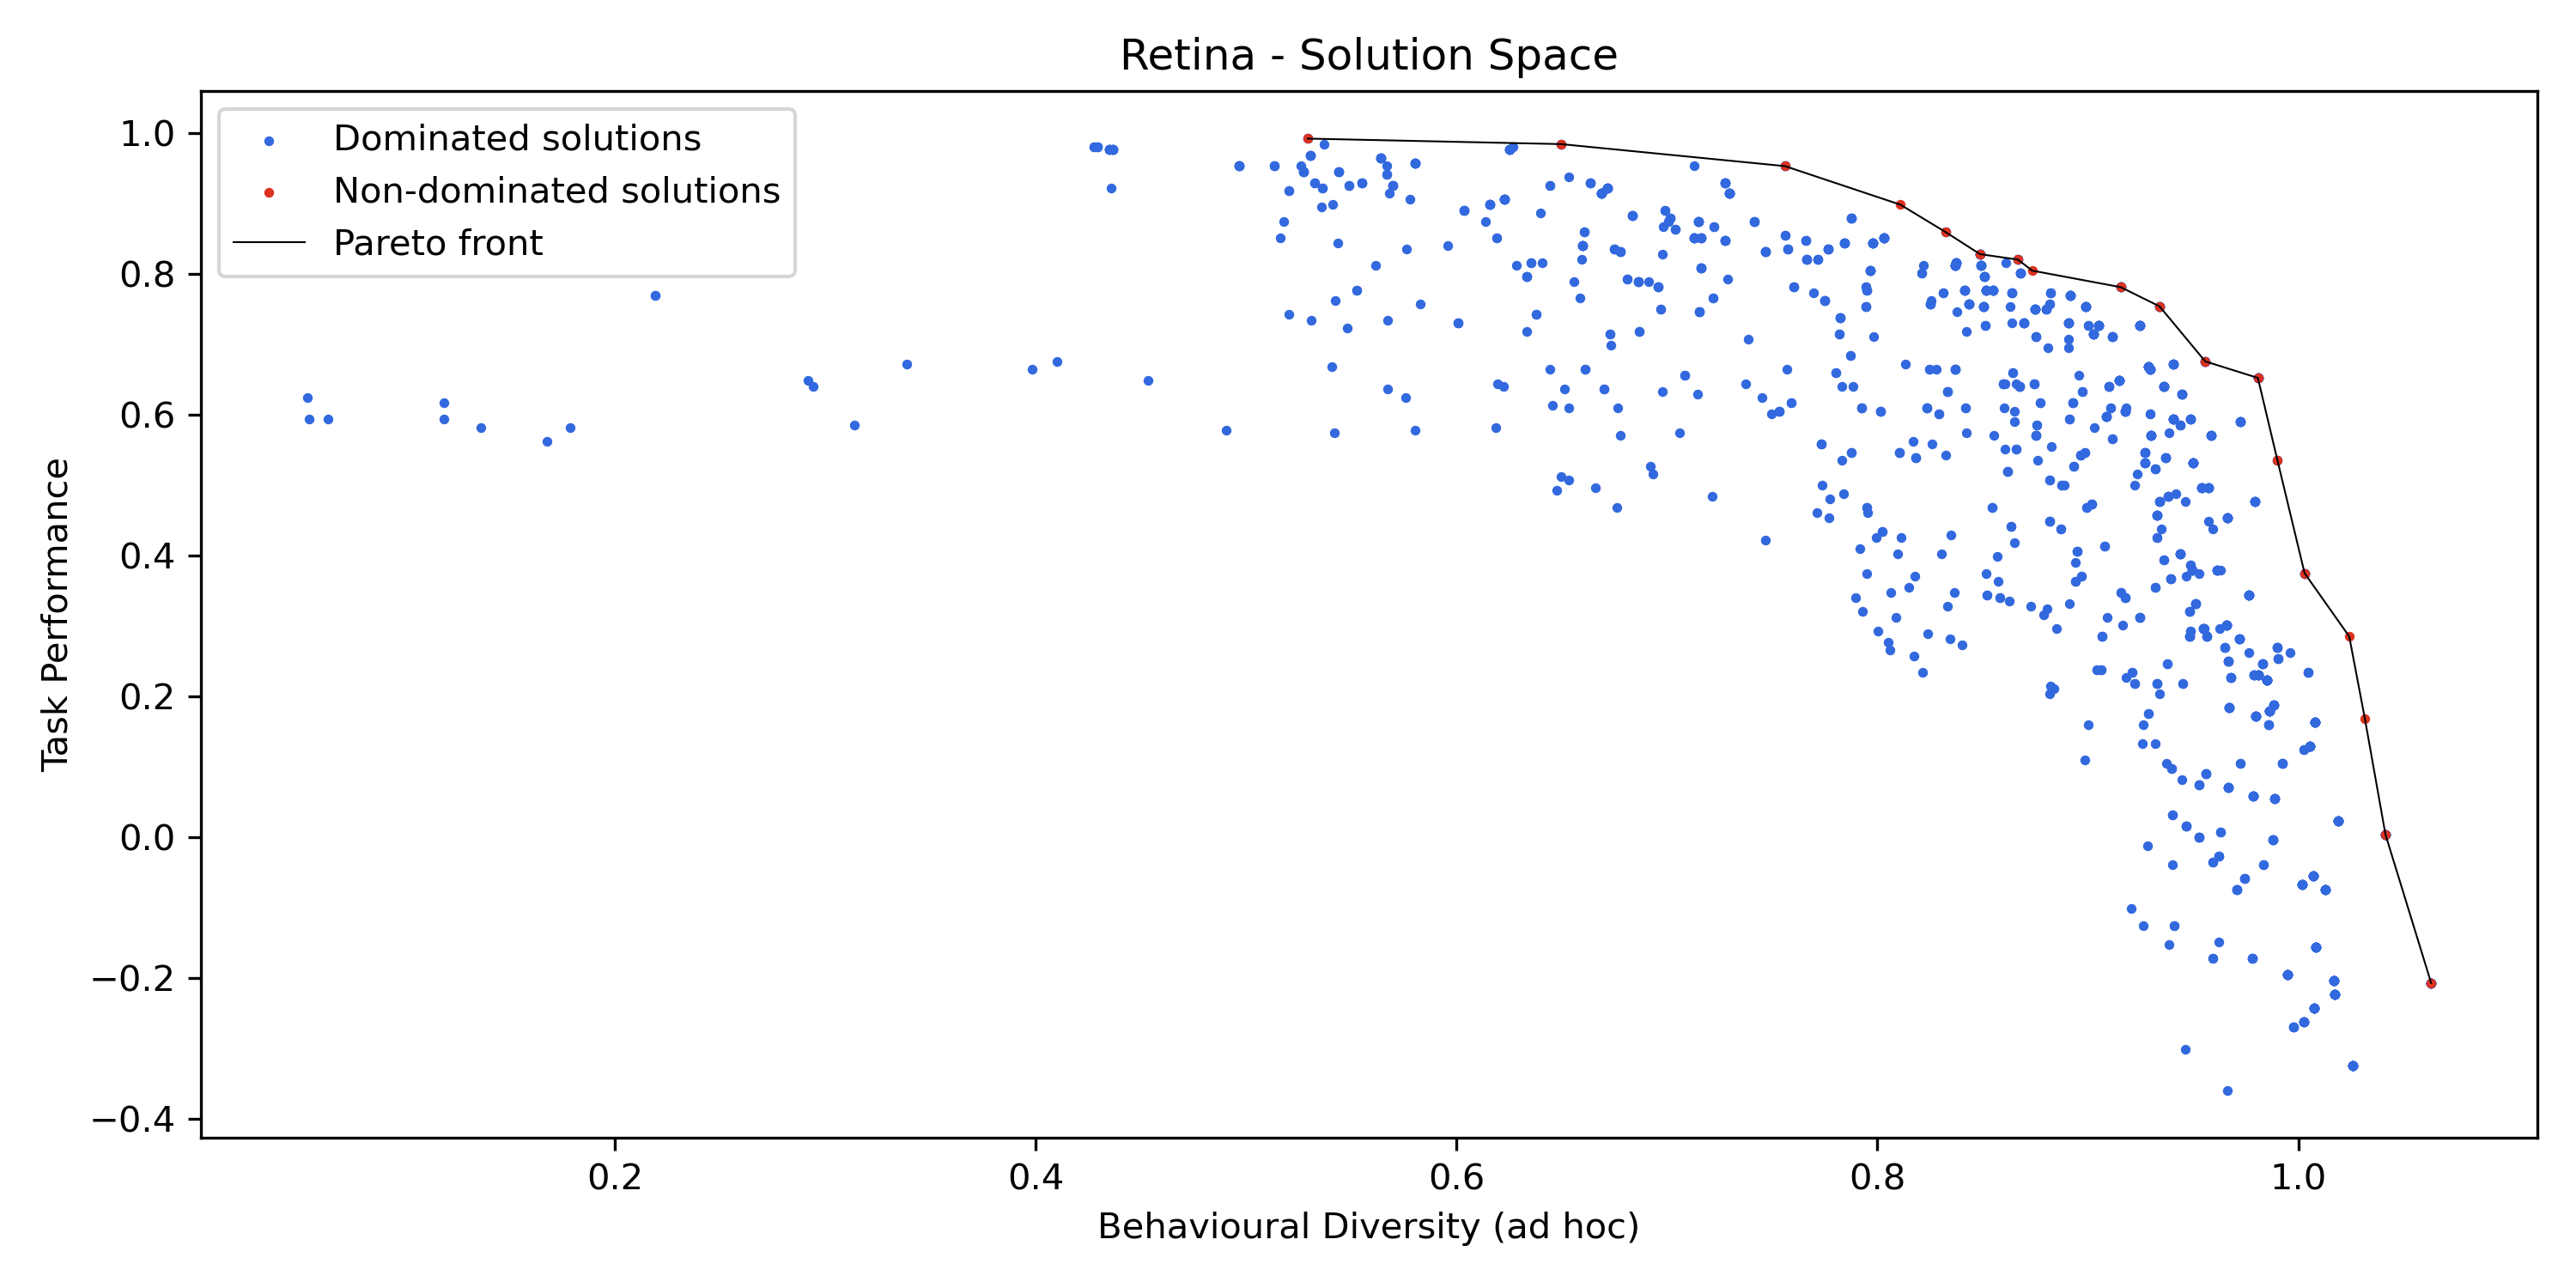 Retina - Solution Space
Dominated solutions
Non-dominated solutions
Pareto front
1.0
0.8
0.6
0.4
0.2
0.0
−0.2
−0.4
Task Performance
0.2
0.4
0.6
0.8
1.0
Behavioural Diversity (ad hoc)